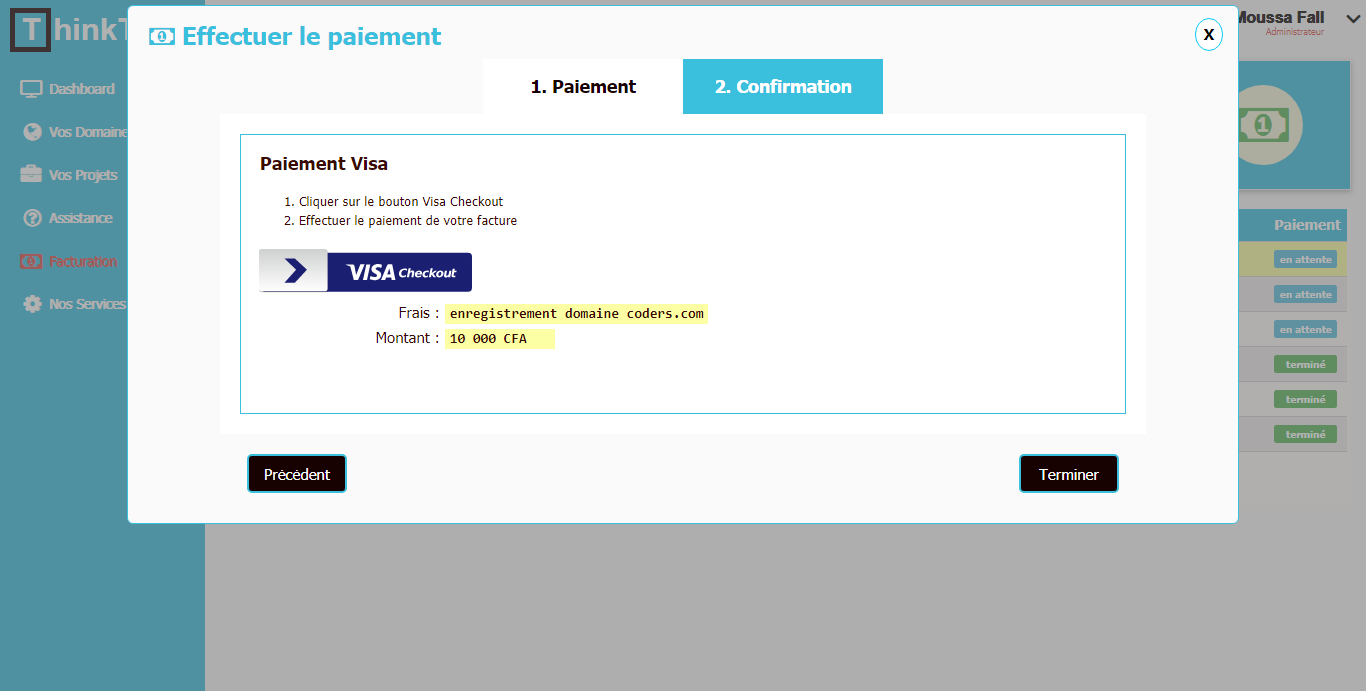 ThinkT
Moussa Fall
Administrateur
Effectuer le paiement
X
1. Paiement
2. Confirmation
Dashboard
Vos Domaine
Vos Projets
Assistance
Facturation
Nos Services
Paiement Visa
1. Cliquer sur le bouton Visa Checkout
2. Effectuer le paiement de votre facture
VISA Checkout
Frais : enregistrement domaine coders.com
Montant : 10 000 CFA
Précédent
Terminer
1
Paiement
en attente
en attente
en attente
terminé
terminé
terminé